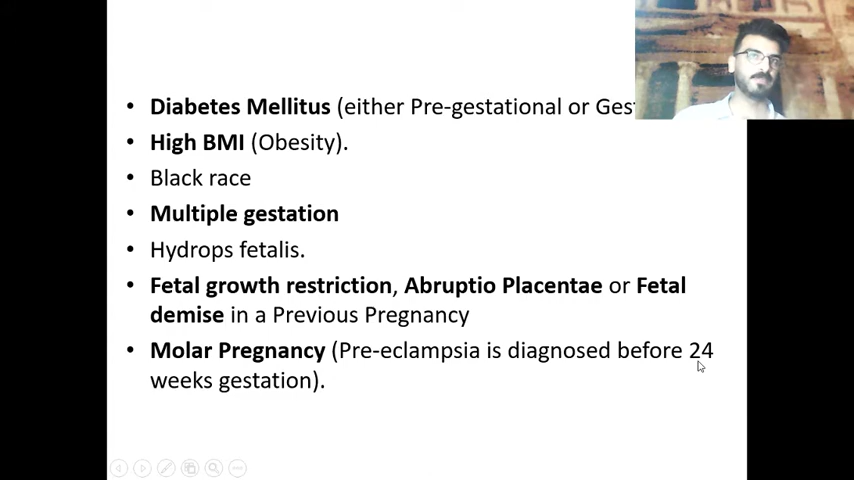 • Diabetes Mellitus (either Pre-gestational or
• High BMI (Obesity).
• Black race
• Multiple gestation
• Hydrops fetalis.
• Fetal growth restriction, Abruptio Placentae or Fetal
demise in a Previous Pregnancy
• Molar Pregnancy (Pre-eclampsia is diagnosed before 24
weeks gestation).